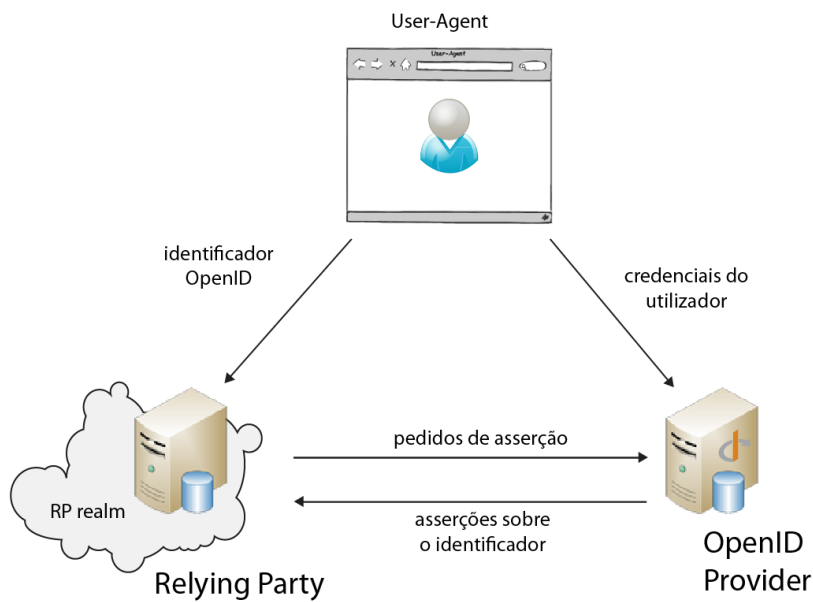 User-Agent
User-Agent
identificador
OpenID
credenciais do
utilizador
pedidos de asserção
RP realm
asserções sobre
o identificador
Relying Party
OpenID
Provider